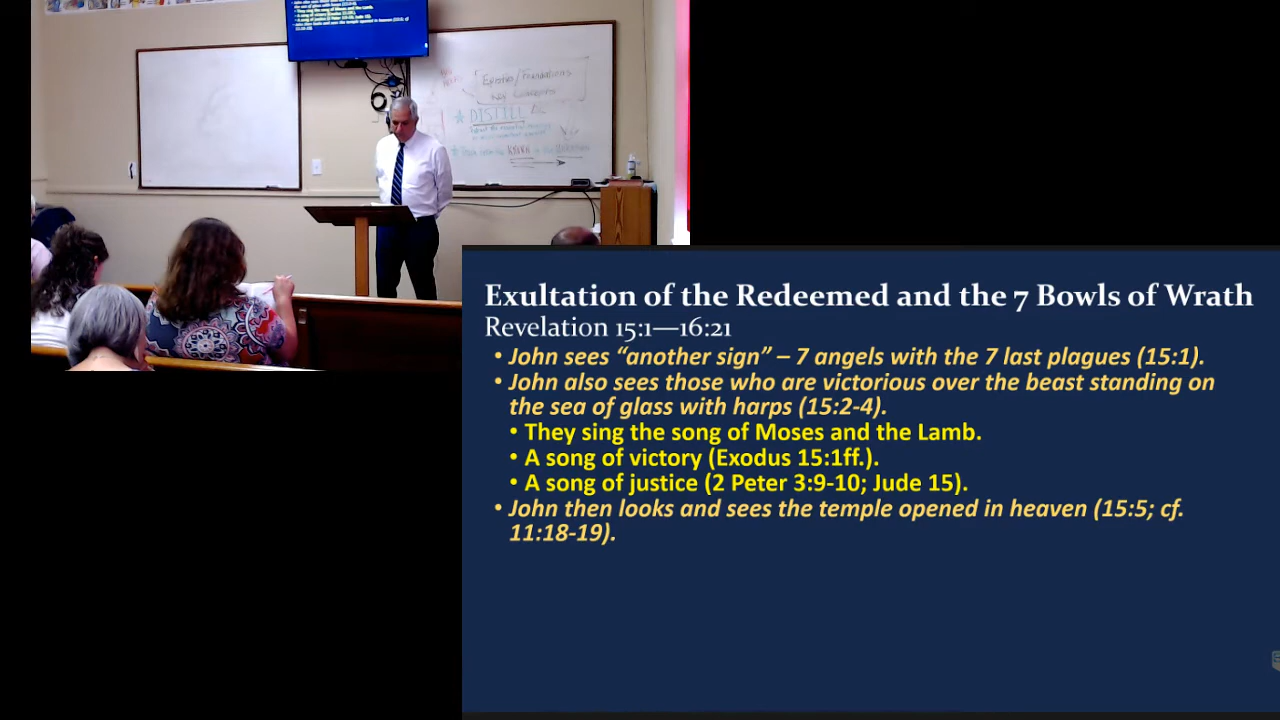 Epistles/Foundations
Key Concepts
DISTILL
Exultation of the Redeemed and the 7 Bowls of Wrath
Revelation 15:1—16:21
• John sees “another sign” – 7 angels with the 7 last plagues (15:1).
• John also sees those who are victorious over the beast standing on
the sea of glass with harps (15:2-4).
• They sing the song of Moses and the Lamb.
• A song of victory (Exodus 15:1ff.).
• A song of justice (2 Peter 3:9-10; Jude 15).
• John then looks and sees the temple opened in heaven (15:5; cf.
11:18-19).